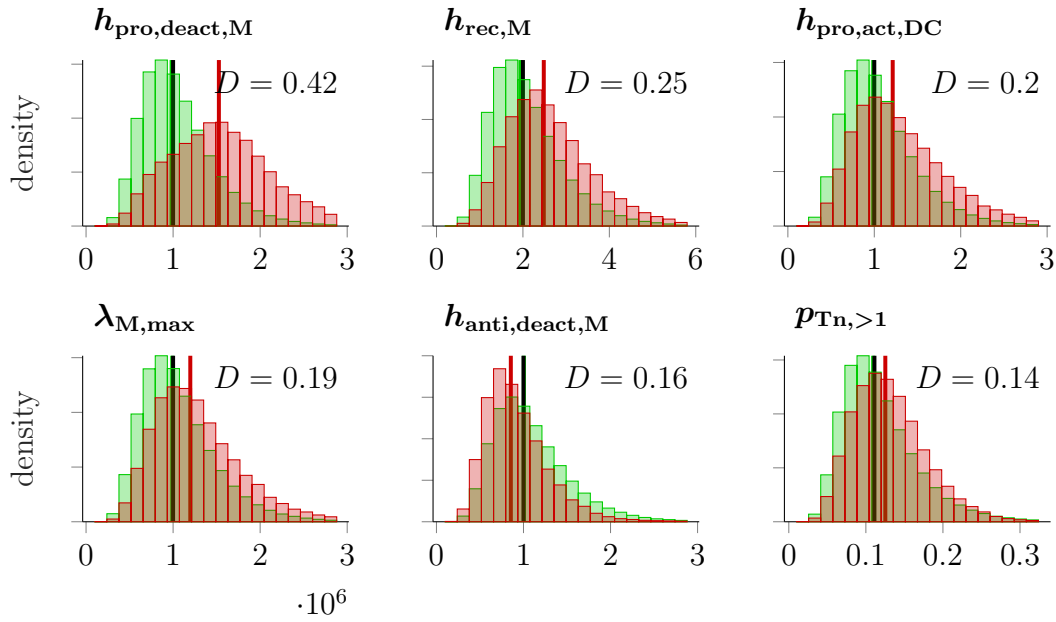 h_pro,deact,M h_rec,M h_pro,act,DC
density D = 0.42 D = 0.25 D = 0.2
0 1 2 3 0 2 4 6 0 1 2 3
λ_M,max h_anti,deact,M p_Tn,>1
density D = 0.19 D = 0.16 D = 0.14
0 1 2 3 0 1 2 3 0 0.1 0.2 0.3
·10^6